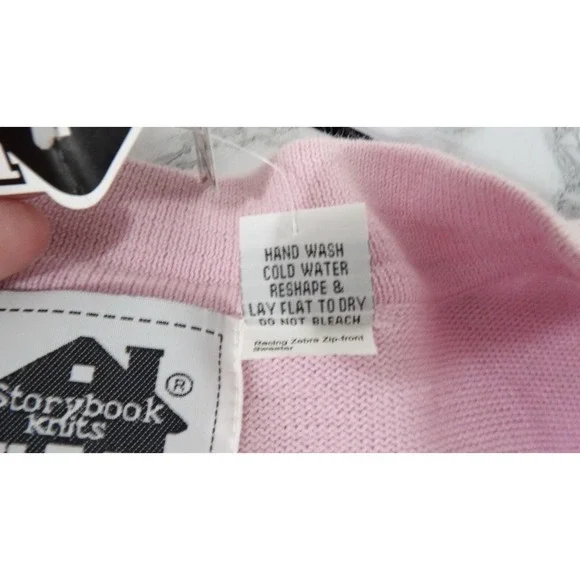 HAND WASH
COLD WATER
RESHAPE &
LAY FLAT TO DRY
DO NOT BLEACH
Racing Zebra Zip-front
Sweater
Storybook ®
knits